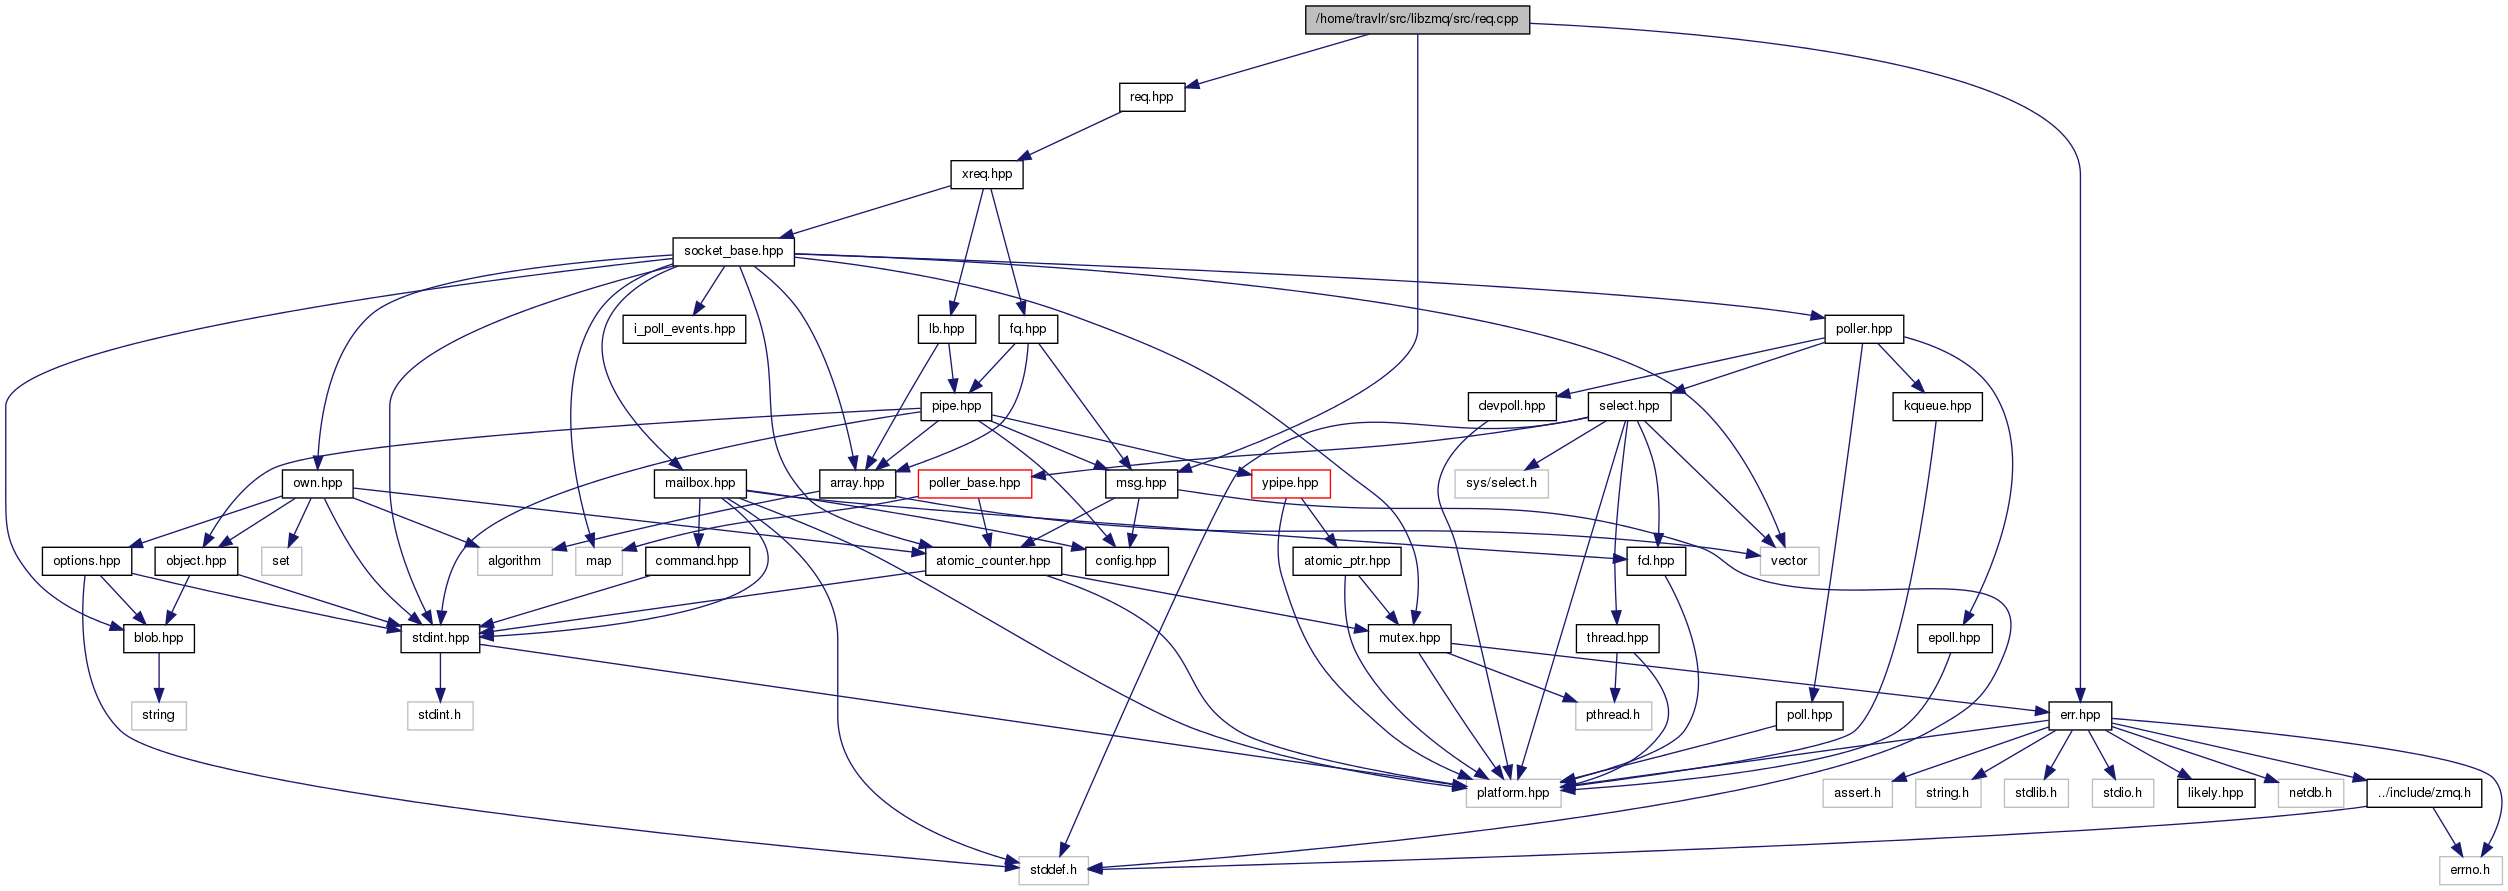 /home/travlr/src/libzmq/src/req.cpp
req.hpp
xreq.hpp
socket_base.hpp
i_poll_events.hpp
lb.hpp
fq.hpp
poller.hpp
pipe.hpp
devpoll.hpp
select.hpp
kqueue.hpp
own.hpp
mailbox.hpp
array.hpp
poller_base.hpp
msg.hpp
ypipe.hpp
sys/select.h
options.hpp
object.hpp
set
algorithm
map
command.hpp
atomic_counter.hpp
config.hpp
atomic_ptr.hpp
fd.hpp
vector
blob.hpp
stdint.hpp
mutex.hpp
thread.hpp
epoll.hpp
string
stdint.h
pthread.h
poll.hpp
err.hpp
platform.hpp
assert.h
string.h
stdlib.h
stdio.h
likely.hpp
netdb.h
../include/zmq.h
stddef.h
errno.h